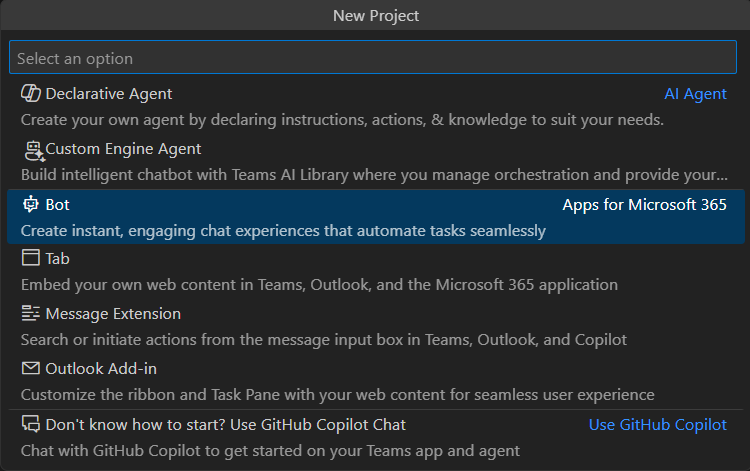 New Project
Select an option
Declarative Agent AI Agent
Create your own agent by declaring instructions, actions, & knowledge to suit your needs.
Custom Engine Agent
Build intelligent chatbot with Teams AI Library where you manage orchestration and provide your...
Bot Apps for Microsoft 365
Create instant, engaging chat experiences that automate tasks seamlessly
Tab
Embed your own web content in Teams, Outlook, and the Microsoft 365 application
Message Extension
Search or initiate actions from the message input box in Teams, Outlook, and Copilot
Outlook Add-in
Customize the ribbon and Task Pane with your web content for seamless user experience
Don't know how to start? Use GitHub Copilot Chat Use GitHub Copilot
Chat with GitHub Copilot to get started on your Teams app and agent